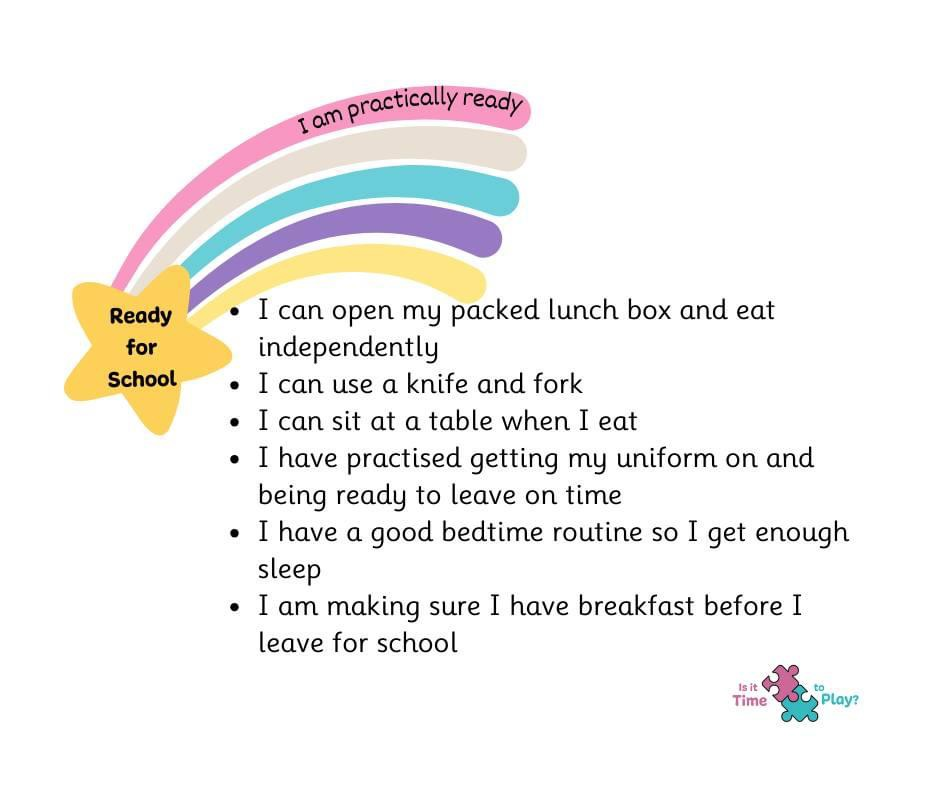 I am practically ready
Ready
for
School
• I can open my packed lunch box and eat
independently
• I can use a knife and fork
• I can sit at a table when I eat
• I have practised getting my uniform on and
being ready to leave on time
• I have a good bedtime routine so I get enough
sleep
• I am making sure I have breakfast before I
leave for school
Is it
Time
to
Play?